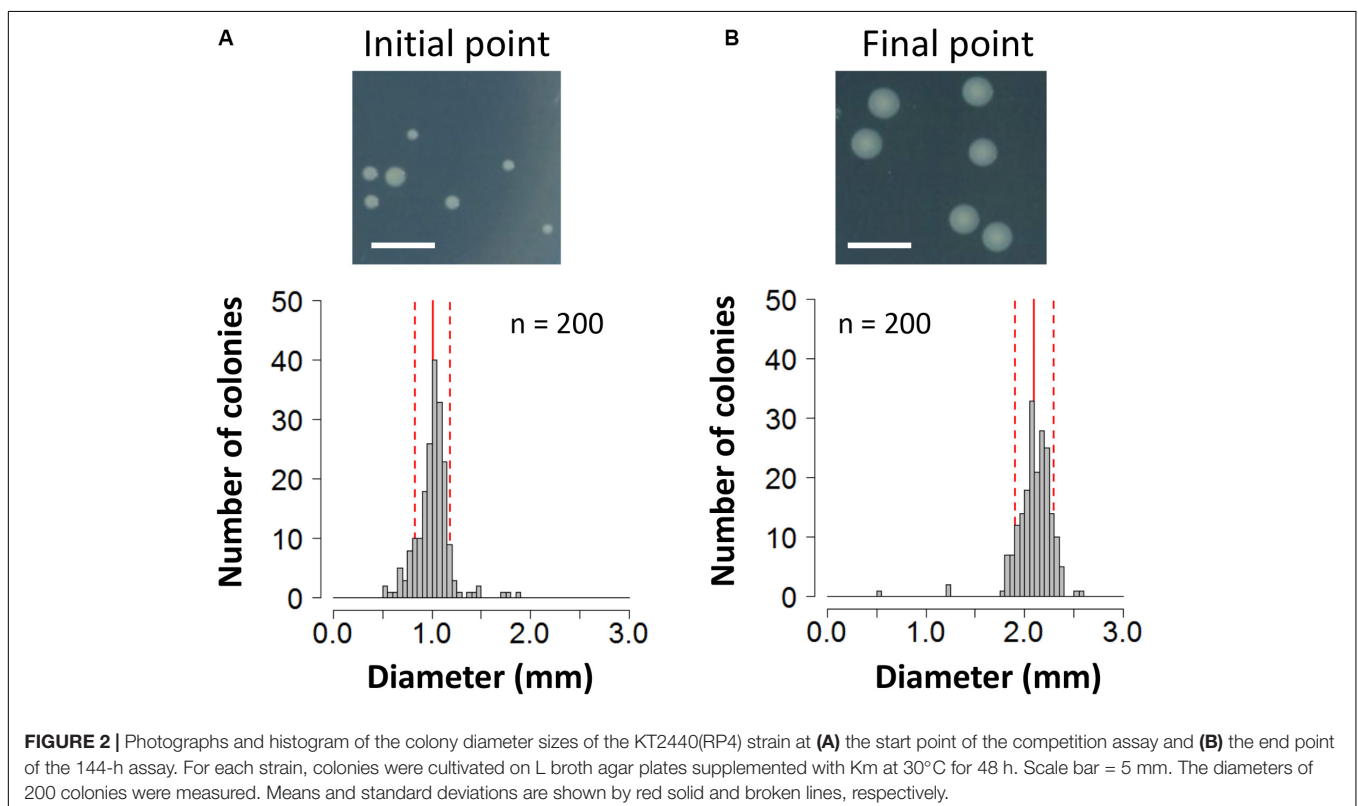 A
Initial point
B
Final point
Number of colonies
50
40
30
20
10
0
n = 200
0.0 1.0 2.0 3.0
Diameter (mm)
Number of colonies
50
40
30
20
10
0
n = 200
0.0 1.0 2.0 3.0
Diameter (mm)
FIGURE 2 | Photographs and histogram of the colony diameter sizes of the KT2440(RP4) strain at (A) the start point of the competition assay and (B) the end point
of the 144-h assay. For each strain, colonies were cultivated on L broth agar plates supplemented with Km at 30°C for 48 h. Scale bar = 5 mm. The diameters of
200 colonies were measured. Means and standard deviations are shown by red solid and broken lines, respectively.